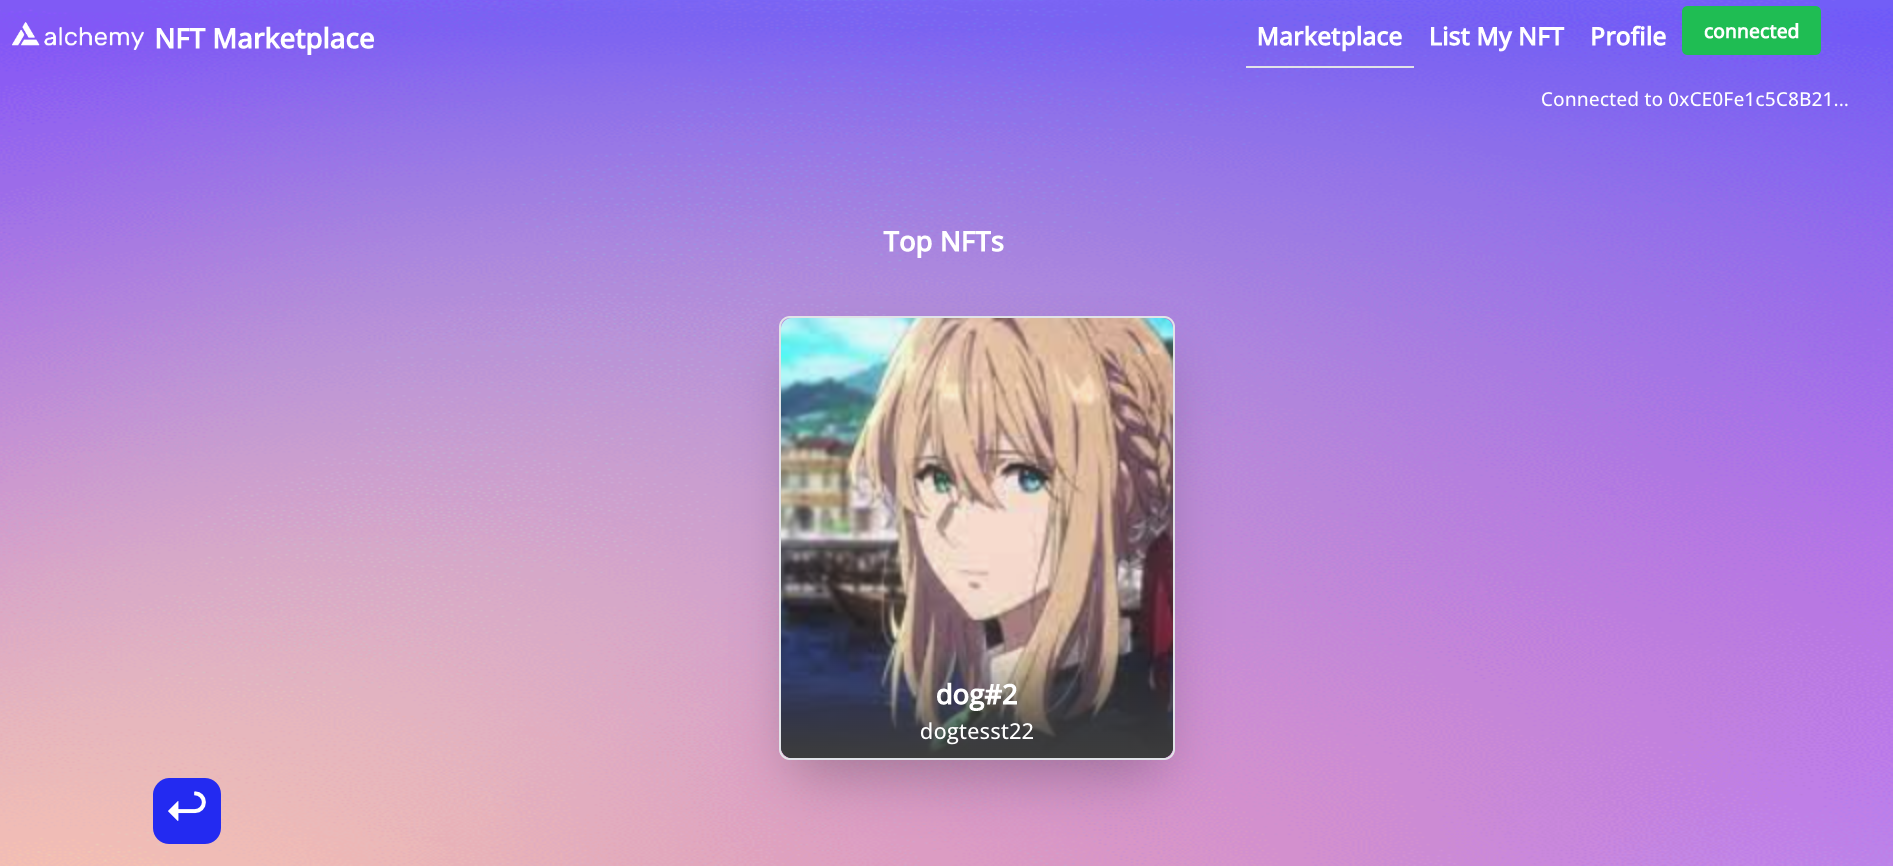 alchemy NFT Marketplace
Marketplace List My NFT Profile connected
Connected to 0xCE0Fe1c5C8B21...
Top NFTs
dog#2
dogtesst22